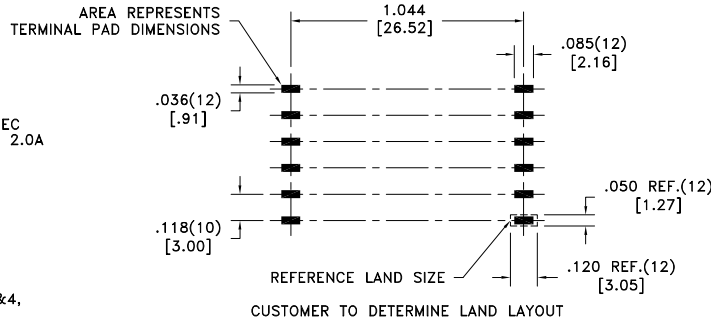 AREA REPRESENTS
TERMINAL PAD DIMENSIONS
1.044
[26.52]
.085(12)
[2.16]
.036(12)
[.91]
EC
2.0A
.050 REF.(12)
[1.27]
.118(10)
[3.00]
.120 REF.(12)
[3.05]
REFERENCE LAND SIZE
CUSTOMER TO DETERMINE LAND LAYOUT
&4,